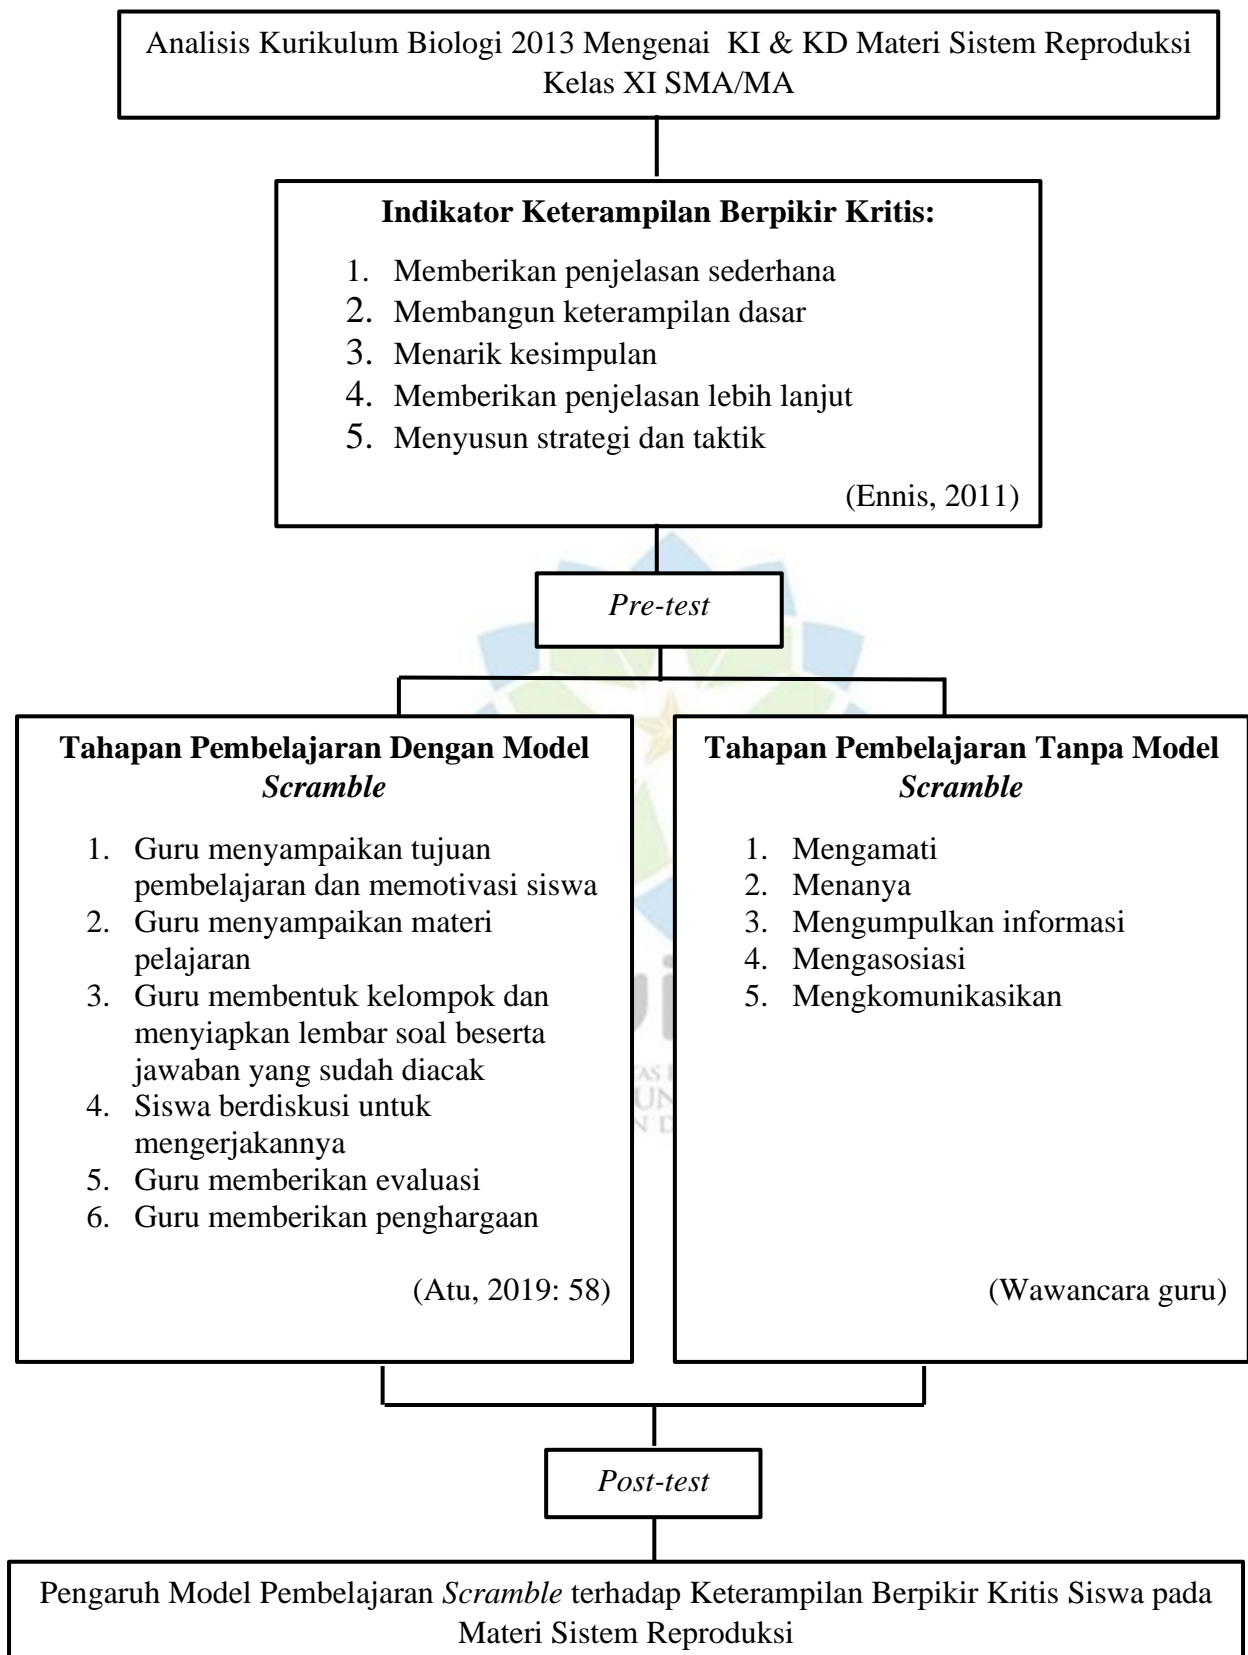 Analisis Kurikulum Biologi 2013 Mengenai KI & KD Materi Sistem Reproduksi
Kelas XI SMA/MA
Indikator Keterampilan Berpikir Kritis:
1. Memberikan penjelasan sederhana
2. Membangun keterampilan dasar
3. Menarik kesimpulan
4. Memberikan penjelasan lebih lanjut
5. Menyusun strategi dan taktik
(Ennis, 2011)
Pre-test
Tahapan Pembelajaran Dengan Model
Scramble
1. Guru menyampaikan tujuan
pembelajaran dan memotivasi siswa
2. Guru menyampaikan materi
pelajaran
3. Guru membentuk kelompok dan
menyiapkan lembar soal beserta
jawaban yang sudah diacak
4. Siswa berdiskusi untuk
mengerjakannya
5. Guru memberikan evaluasi
6. Guru memberikan penghargaan
(Atu, 2019: 58)
Tahapan Pembelajaran Tanpa Model
Scramble
1. Mengamati
2. Menanya
3. Mengumpulkan informasi
4. Mengasosiasi
5. Mengkomunikasikan
(Wawancara guru)
Post-test
Pengaruh Model Pembelajaran Scramble terhadap Keterampilan Berpikir Kritis Siswa pada
Materi Sistem Reproduksi